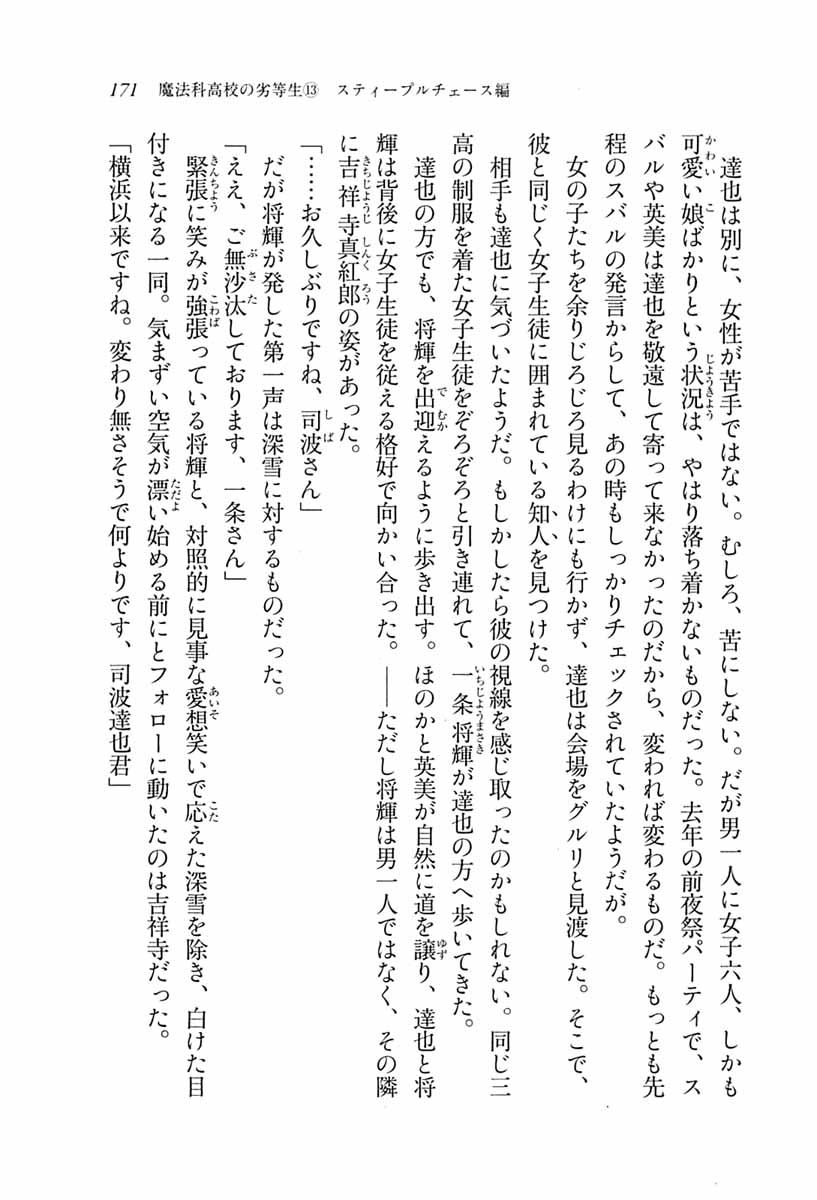 171　魔法科高校の劣等生⑬　スティープルチェース編
　達也は別に、女性が苦手ではない。むしろ、苦にしない。だが男一人に女子六人、しかも
可愛い娘ばかりという状況は、やはり落ち着かないものだった。去年の前夜祭パーティで、ス
バルや英美は達也を敬遠して寄って来なかったのだから、変われば変わるものだ。もっとも先
程のスバルの発言からして、あの時もしっかりチェックされていたようだが。
　女の子たちを余りじろじろ見るわけにも行かず、達也は会場をグルリと見渡した。そこで、
彼と同じく女子生徒に囲まれている知人を見つけた。
　相手も達也に気づいたようだ。もしかしたら彼の視線を感じ取ったのかもしれない。同じ三
高の制服を着た女子生徒をぞろぞろと引き連れて、一条将輝が達也の方へ歩いてきた。
　達也の方でも、将輝を出迎えるように歩き出す。ほのかと英美が自然に道を譲り、達也と将
輝は背後に女子生徒を従える格好で向かい合った。――ただし将輝は男一人ではなく、その隣
に吉祥寺真紅郎の姿があった。
「……お久しぶりですね、司波さん」
　だが将輝が発した第一声は深雪に対するものだった。
「ええ、ご無沙汰しております、一条さん」
　緊張に笑みが強張っている将輝と、対照的に見事な愛想笑いで応えた深雪を除き、白けた目
付きになる一同。気まずい空気が漂い始める前にとフォローに動いたのは吉祥寺だった。
「横浜以来ですね。変わり無さそうで何よりです、司波達也君」